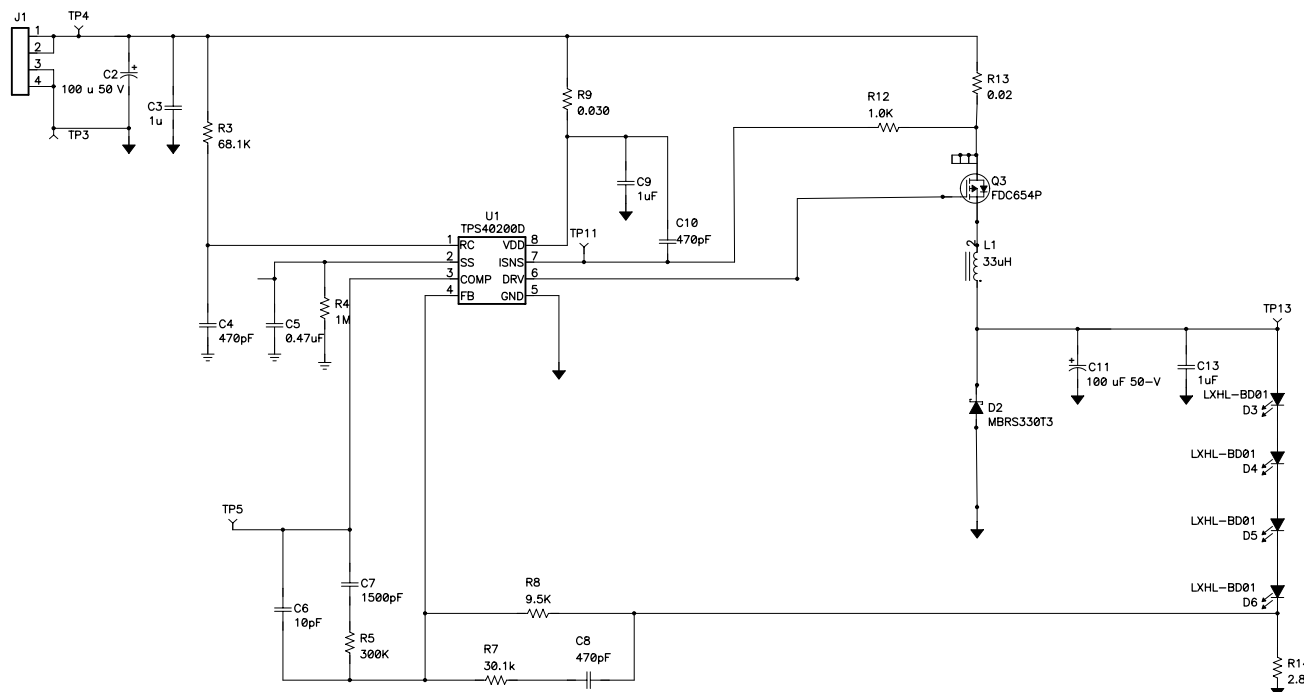 J1
TP4
1
2
3
4
C2
+
100 u 50 V
TP3
C3
1u
R3
68.1K
R9
0.030
R12
1.0K
R13
0.02
C9
1uF
C10
470pF
Q3
FDC654P
U1
TPS40200D
TP11
1 RC VDD 8
2 SS ISNS 7
3 COMP DRV 6
4 FB GND 5
2
L1
33uH
C4
470pF
C5
0.47uF
R4
1M
TP13
+
C11
100 uF 50-V
C13
1uF
D2
MBRS330T3
LXHL-BD01
D3
LXHL-BD01
D4
LXHL-BD01
D5
LXHL-BD01
D6
TP5
C6
10pF
C7
1500pF
R5
300K
R8
9.5K
R7
30.1k
C8
470pF
2.8